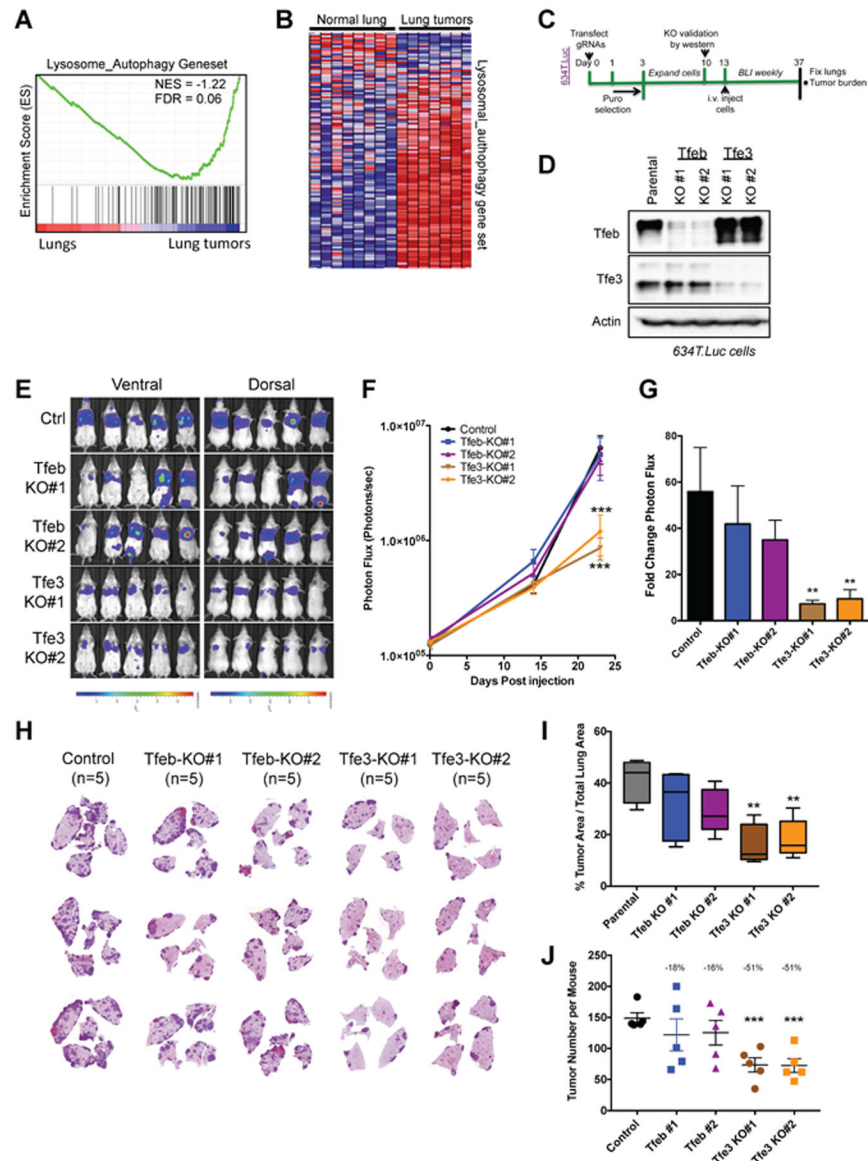 A
Lysosome_Autophagy Geneset
NES = -1.22
FDR = 0.06
Enrichment Score (ES)
Lungs
Lung tumors
B
Normal lung
Lung tumors
Lysosomal_autophagy gene set
C
634T.Luc
Transfect
gRNAs
KO validation
by western
Day 0 1 3 10 13 37
Expand cells
BLI weekly
Puro
selection
i.v. inject
cells
Fix lungs
Tumor burden
D
Parental
Tfeb
KO #1
KO #2
Tfe3
KO #1
KO #2
Tfeb
Tfe3
Actin
634T.Luc cells
E
Ventral
Dorsal
Ctrl
Tfeb
KO#1
Tfeb
KO#2
Tfe3
KO#1
Tfe3
KO#2
F
Photon Flux (Photons/sec)
1.0×10⁰⁷
1.0×10⁰⁶
1.0×10⁰⁵
Control
Tfeb-KO#1
Tfeb-KO#2
Tfe3-KO#1
Tfe3-KO#2
***
***
0 5 10 15 20 25
Days Post injection
G
Fold Change Photon Flux
80
60
40
20
0
** **
Control
Tfeb-KO#1
Tfeb-KO#2
Tfe3-KO#1
Tfe3-KO#2
H
Control
(n=5)
Tfeb-KO#1
(n=5)
Tfeb-KO#2
(n=5)
Tfe3-KO#1
(n=5)
Tfe3-KO#2
(n=5)
I
% Tumor Area / Total Lung Area
60
40
20
0
** **
Parental
Tfeb KO #1
Tfeb KO #2
Tfe3 KO #1
Tfe3 KO #2
J
Tumor Number per Mouse
200
150
100
50
0
-18% -16% -51% -51%
*** ***
Control
Tfeb #1
Tfeb #2
Tfe3 KO#1
Tfe3 KO#2